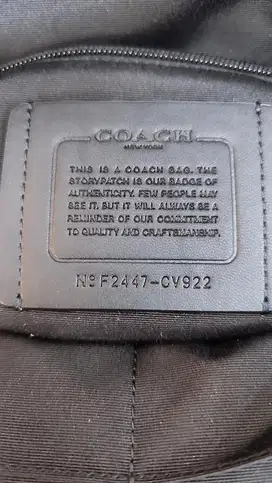 COACH
NEW YORK
THIS IS A COACH BAG. THE
STORYPATCH IS OUR BADGE OF
AUTHENTICITY. FEW PEOPLE MAY
SEE IT. BUT IT WILL ALWAYS BE A
REMINDER OF OUR COMMITMENT
TO QUALITY AND CRAFTSMANSHIP.
No F2447-CV922